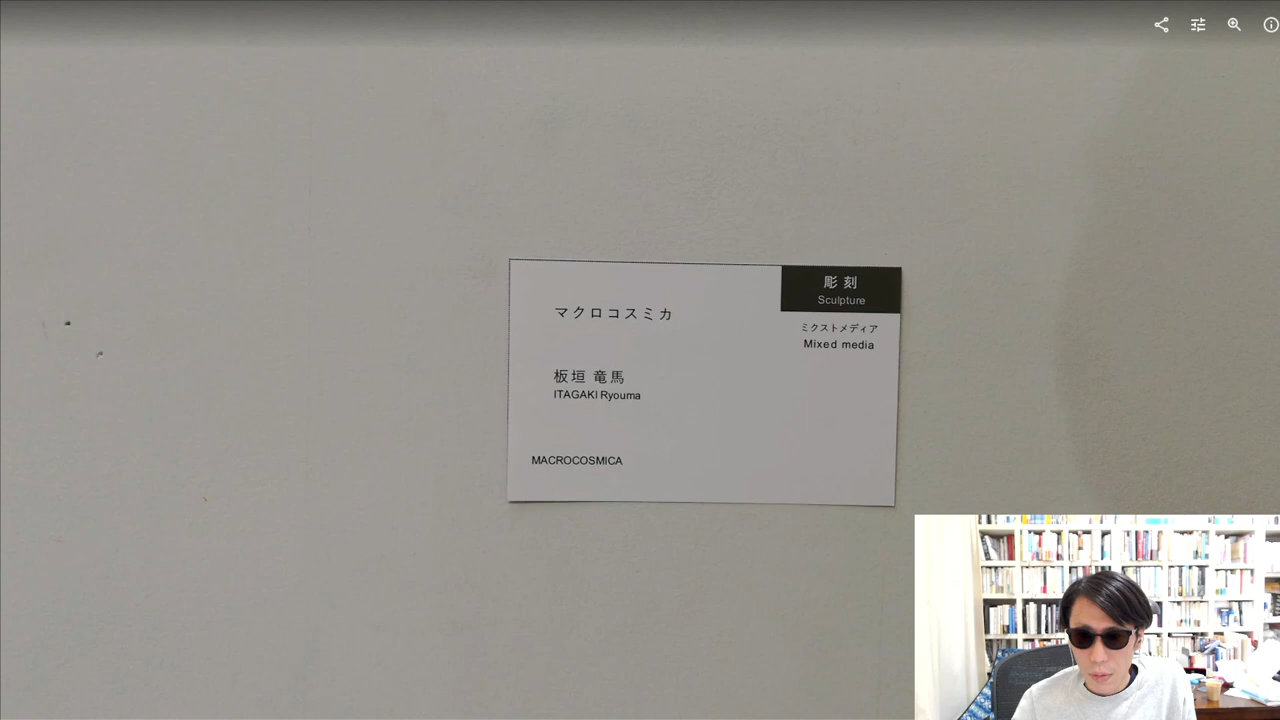 彫刻
Sculpture
マクロコスミカ
ミクストメディア
Mixed media
板垣 竜馬
ITAGAKI Ryouma
MACROCOSMICA